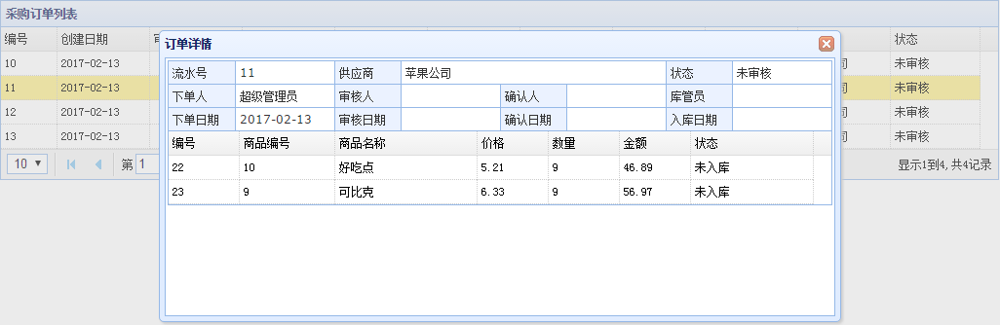 采购订单列表
编号 创建日期 状态
10 2017-02-13 未审核
11 2017-02-13 未审核
12 2017-02-13 未审核
13 2017-02-13 未审核
10 第 1 显示1到4,共4记录
订单详情
流水号 11 供应商 苹果公司 状态 未审核
下单人 超级管理员 审核人 确认人 库管员
下单日期 2017-02-13 审核日期 确认日期 入库日期
编号 商品编号 商品名称 价格 数量 金额 状态
22 10 好吃点 5.21 9 46.89 未入库
23 9 可比克 6.33 9 56.97 未入库